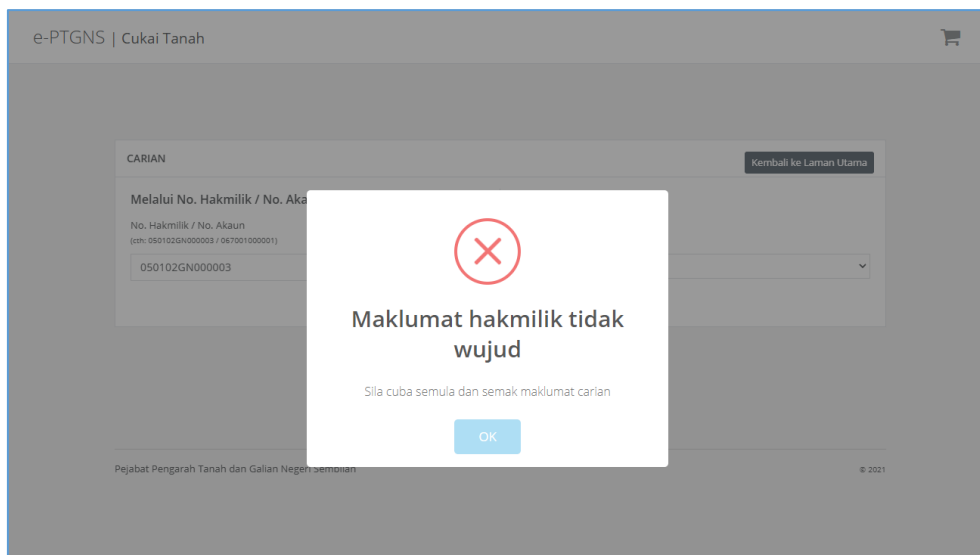 e-PTGNS | Cukai Tanah
CARIAN
Kembali ke Laman Utama
Melalui No. Hakmilik / No.
No. Hakmilik / No. Akaun
(cth: 050102GN000003 / 067001000001)
050102GN000003
Maklumat hakmilik tidak
wujud
Sila cuba semula dan semak maklumat carian
OK
Pejabat Pengarah Tanah dan Galian Negeri Sembilan
© 2021